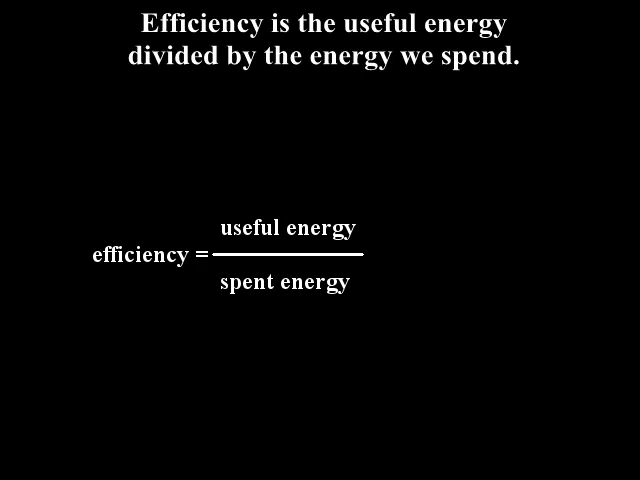 Efficiency is the useful energy
divided by the energy we spend.
useful energy
efficiency =
spent energy